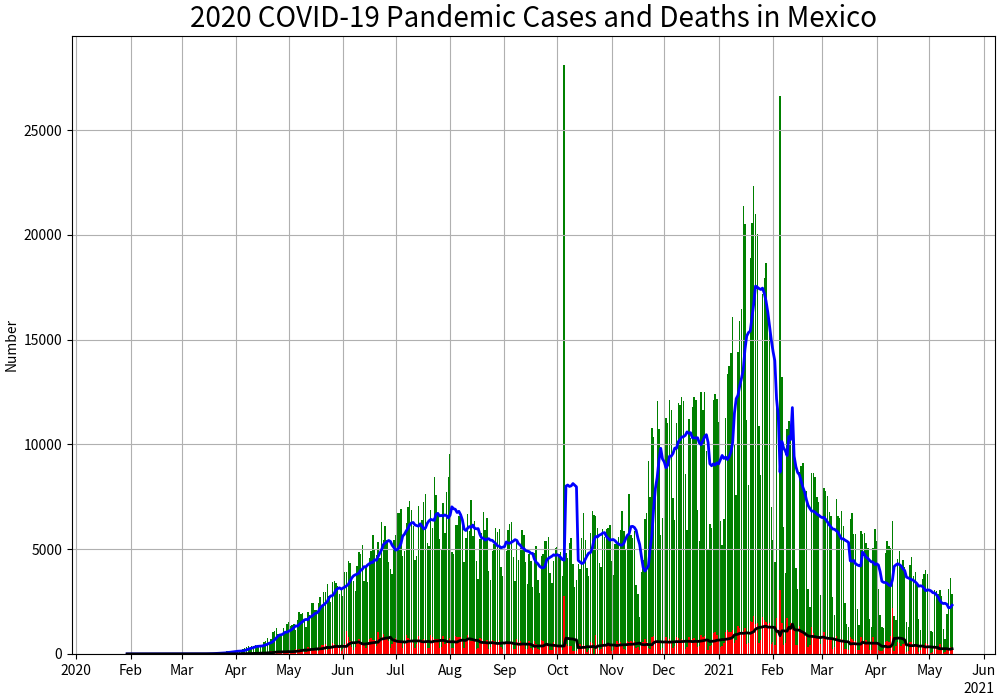 2020 COVID-19 Pandemic Cases and Deaths in Mexico
Number
25000
20000
15000
10000
5000
0
2020 Feb Mar Apr May Jun Jul Aug Sep Oct Nov Dec 2021 Feb Mar Apr May Jun
2021